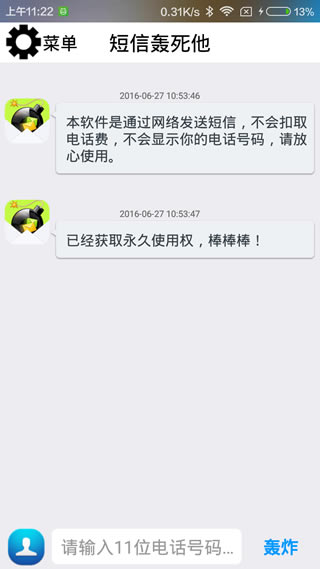 上午11:22 0.31K/s 13%
菜单 短信轰死他
2016-06-27 10:53:46
本软件是通过网络发送短信，不会扣取
电话费，不会显示你的电话号码，请放
心使用。
2016-06-27 10:53:47
已经获取永久使用权，棒棒棒！
请输入11位电话号码... 轰炸